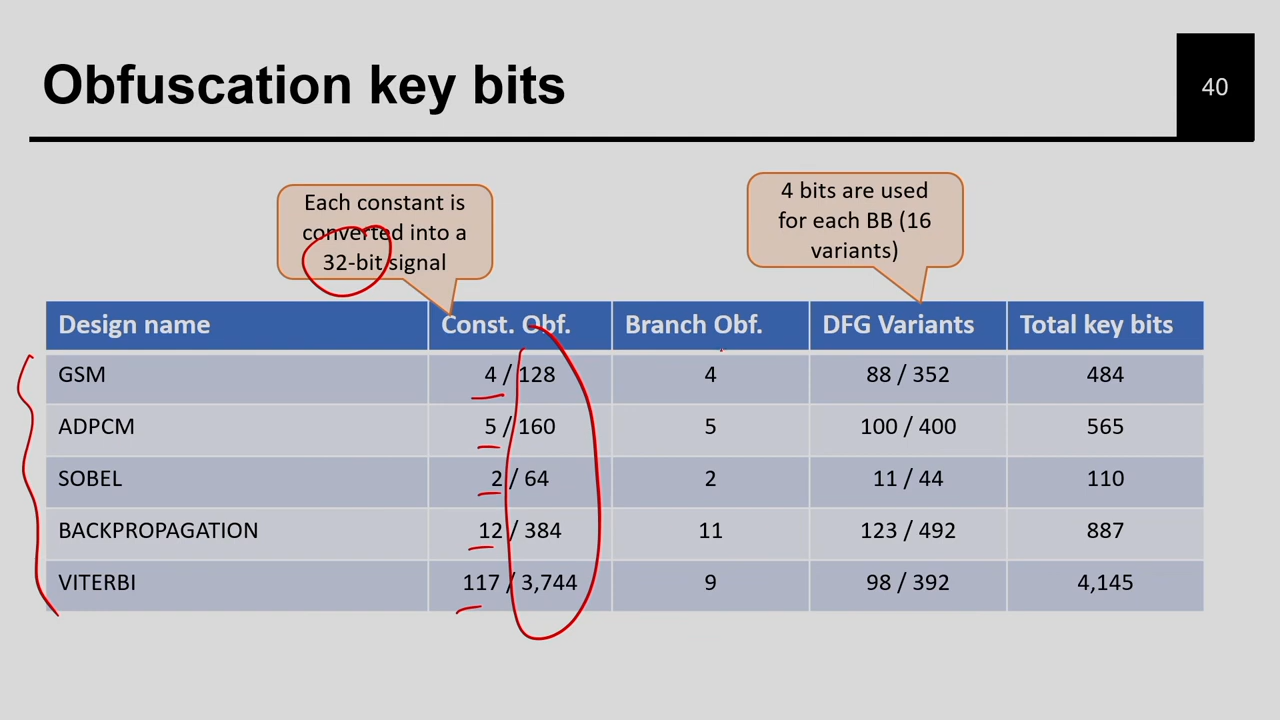 Obfuscation key bits
40
Each constant is
converted into a
32-bit signal
4 bits are used
for each BB (16
variants)
Design name Const. Obf. Branch Obf. DFG Variants Total key bits
GSM 4 / 128 4 88 / 352 484
ADPCM 5 / 160 5 100 / 400 565
SOBEL 2 / 64 2 11 / 44 110
BACKPROPAGATION 12 / 384 11 123 / 492 887
VITERBI 117 / 3,744 9 98 / 392 4,145